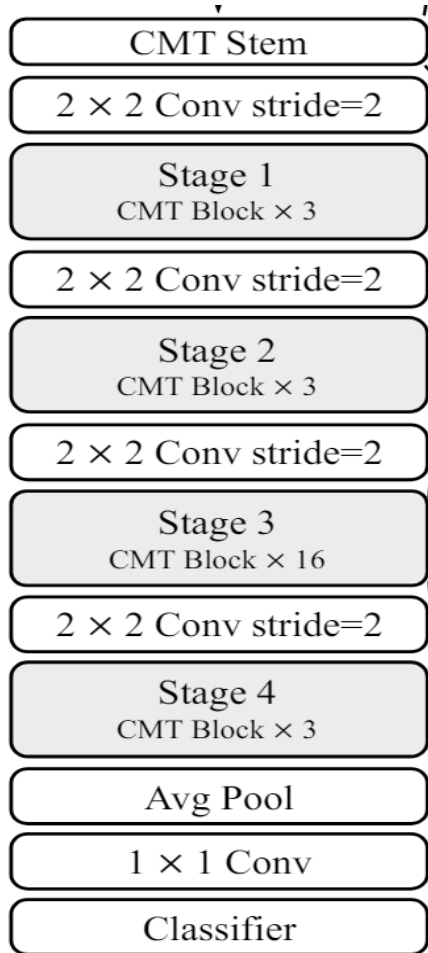 CMT Stem
2 × 2 Conv stride=2
Stage 1
CMT Block × 3
2 × 2 Conv stride=2
Stage 2
CMT Block × 3
2 × 2 Conv stride=2
Stage 3
CMT Block × 16
2 × 2 Conv stride=2
Stage 4
CMT Block × 3
Avg Pool
1 × 1 Conv
Classifier